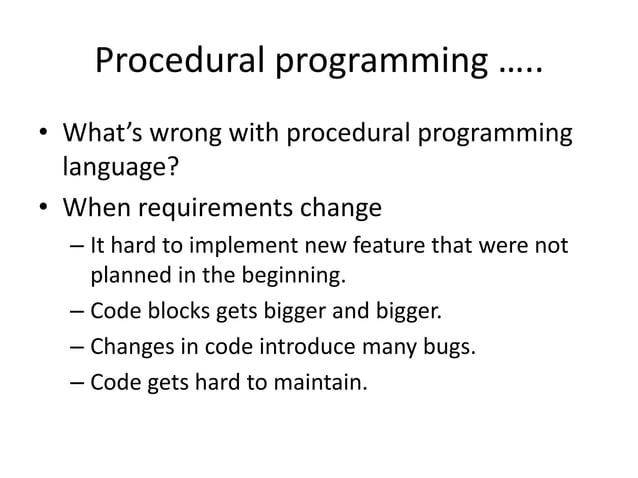 Procedural programming …..
• What’s wrong with procedural programming
language?
• When requirements change
– It hard to implement new feature that were not
planned in the beginning.
– Code blocks gets bigger and bigger.
– Changes in code introduce many bugs.
– Code gets hard to maintain.